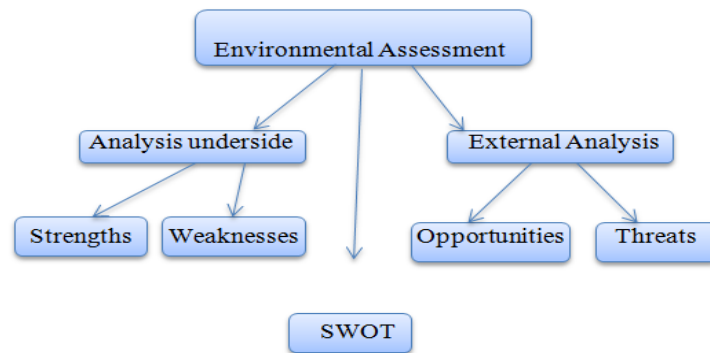 Environmental Assessment
Analysis underside
External Analysis
Strengths
Weaknesses
Opportunities
Threats
SWOT